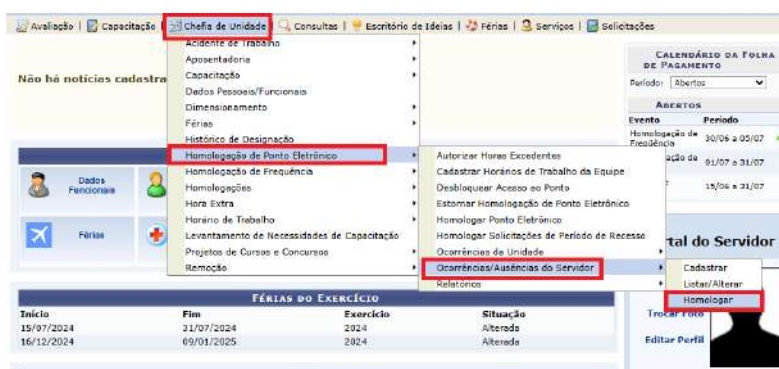 Avaliação | Capacitação | Chefia de Unidade | Consultas | Escritório de Ideias | Férias | Serviços | Solicitações
Não há notícias cadastra
Acidente de Trabalho
Aposentadoria
Capacitação
Dados Pessoais/Funcionais
Dimensionamento
Férias
Histórico de Designação
Homologação de Ponto Eletrônico
Homologação de Frequência
Homologações
Hora Extra
Horário de Trabalho
Levantamento de Necessidades de Capacitação
Projetos de Cursos e Concursos
Remoção
Autorizar Horas Excedentes
Cadastrar Horários de Trabalho da Equipe
Desbloquear Acesso ao Ponto
Estornar Homologação de Ponto Eletrônico
Homologar Ponto Eletrônico
Homologar Solicitações de Período de Recesso
Ocorrências da Unidade
Ocorrências/Ausências do Servidor
Relatórios
Cadastrar
Listar/Alterar
Homologar
CALENDÁRIO DA FOLHA
DE PAGAMENTO
Período: Abertos
ABERTOS
Evento Período
Homologação de
Freqüência 30/06 a 05/07
ação de 01/07 a 31/07
15/06 a 31/07
Dados
Funcionais
Férias
tal do Servidor
Trocar Foto
Editar Perfil
FÉRIAS DO EXERCÍCIO
Início Fim Exercício Situação
15/07/2024 31/07/2024 2024 Alterada
16/12/2024 09/01/2025 2024 Alterada